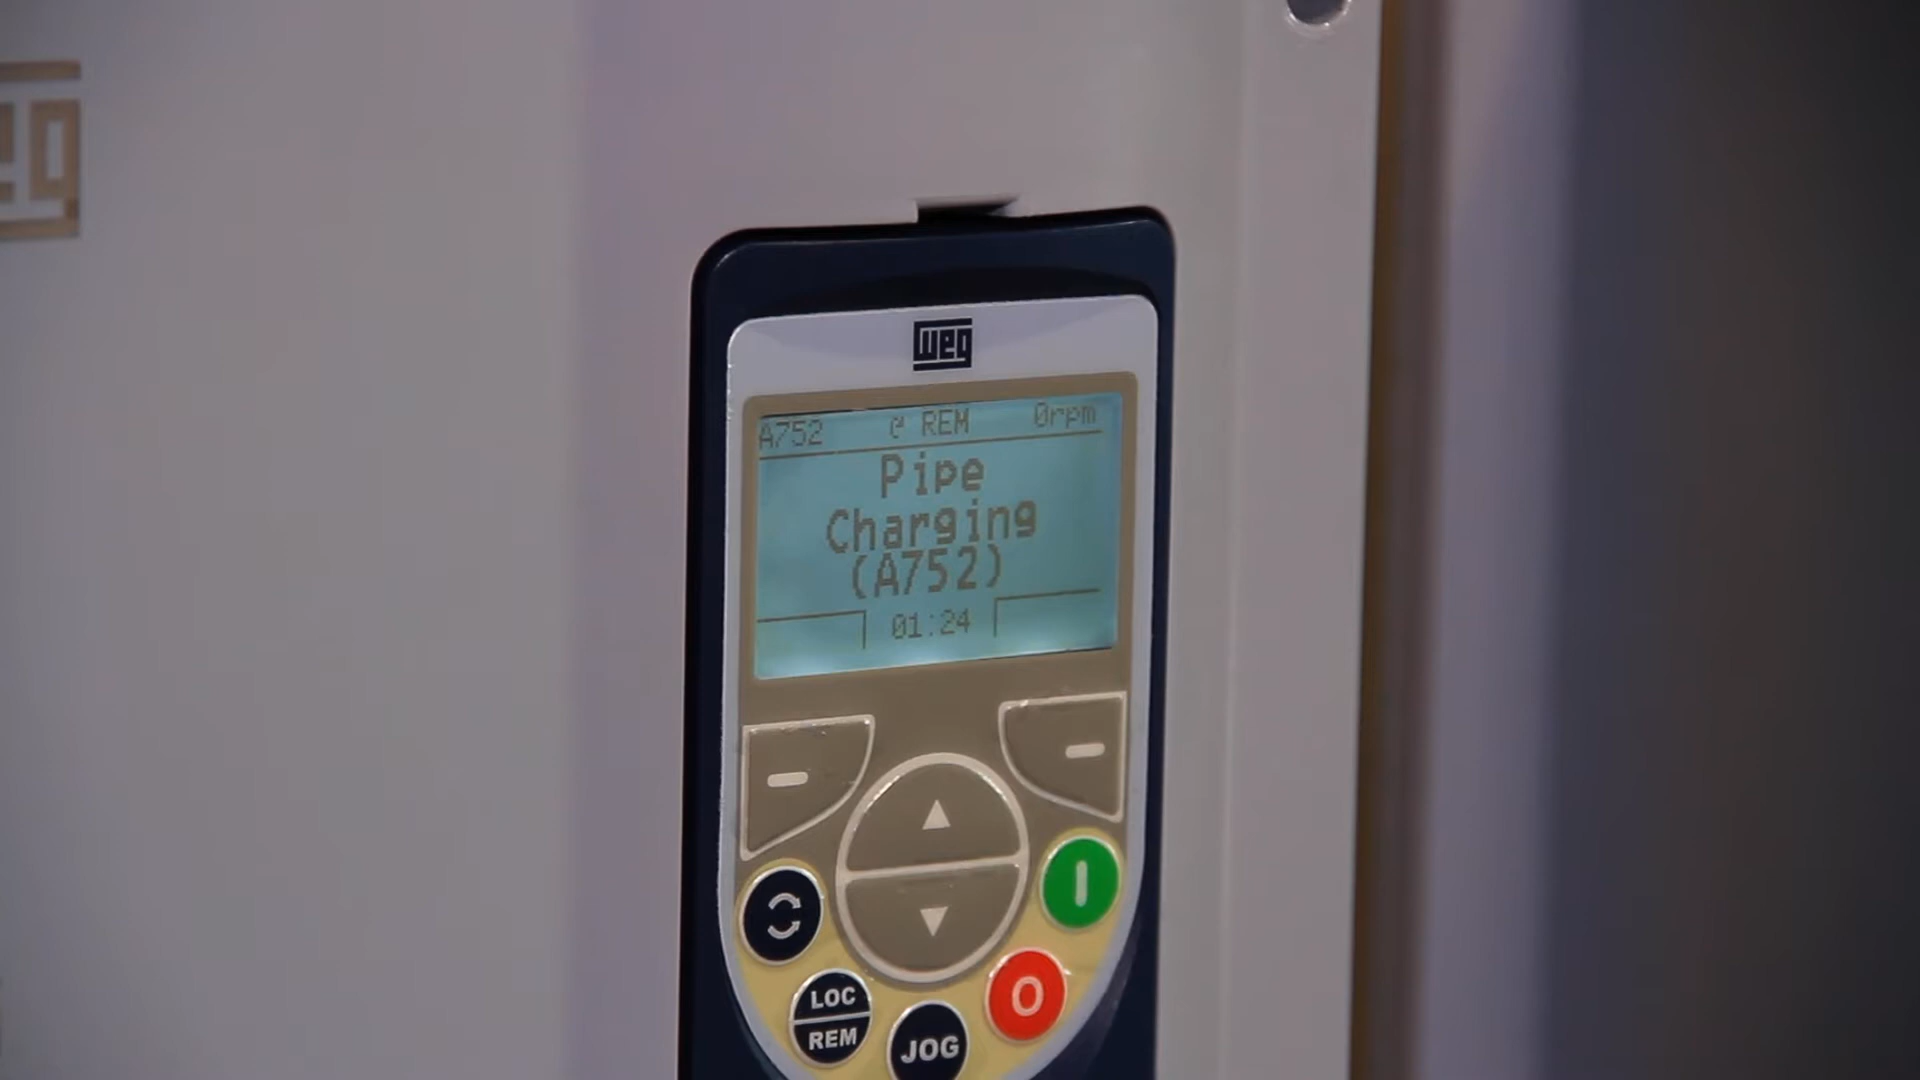 weg
A752 REM 0rpm
Pipe
Charging
(A752)
01:24
LOC
REM
JOG